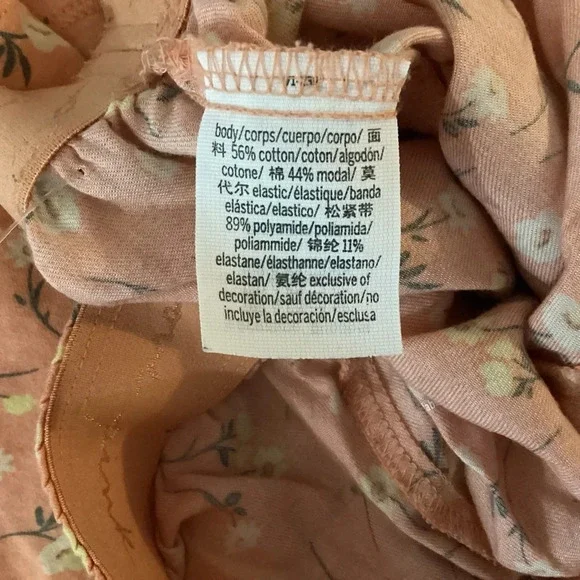 body/corps/cuerpo/corpo/ 面
料 56% cotton/coton/algodón/
cotone/ 棉 44% modal/ 莫
代尔 elastic/élastique/banda
elástica/elastico/ 松紧带
89% polyamide/poliamida/
poliammide/ 锦纶 11%
elastane/élasthanne/elastano/
elastan/ 氨纶 exclusive of
decoration/sauf décoration/no
incluye la decoración/esclusa